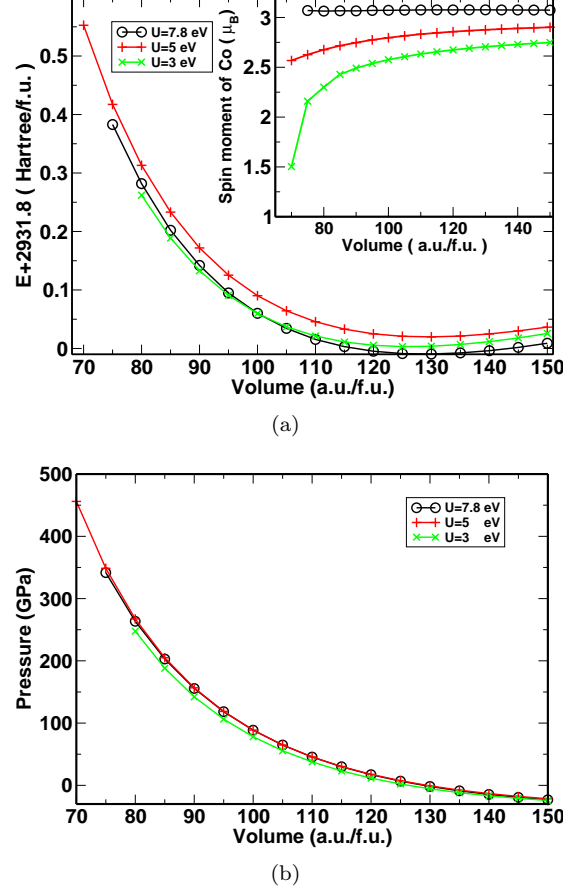 U=7.8 eV
U=5 eV
U=3 eV
E+2931.8 ( Hartree/f.u. )
0.5
0.4
0.3
0.2
0.1
0
70 80 90 100 110 120 130 140 150
Volume (a.u./f.u.)
Spin moment of Co ( μB)
3
2.5
2
1.5
1
80 100 120 140
Volume ( a.u./f.u. )
(a)
U=7.8 eV
U=5 eV
U=3 eV
Pressure (GPa)
500
400
300
200
100
0
70 80 90 100 110 120 130 140 150
Volume (a.u./f.u.)
(b)